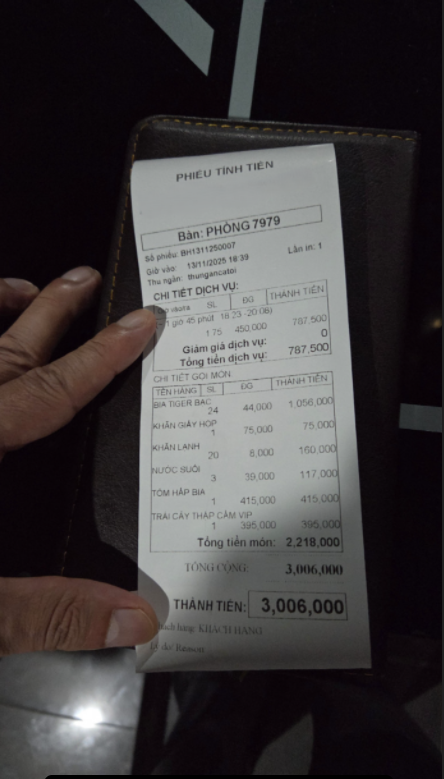 PHIẾU TÍNH TIỀN
Bàn: PHÒNG 7979
Số phiếu: BH1311250007
Giờ vào: 13/11/2025 18:39 Lần in: 1
Thu ngân: thungancatoi
CHI TIẾT DỊCH VỤ:
SL ĐG THÀNH TIỀN
1 giờ 45 phút 18:23 -20:08)
1.75 450,000 787,500
Giảm giá dịch vụ: 0
Tổng tiền dịch vụ: 787,500
CHI TIẾT GỌI MÓN
TÊN HÀNG SL ĐG THÀNH TIỀN
BIA TIGER BẠC
24 44,000 1,056,000
KHĂN GIẤY HỘP
1 75,000 75,000
KHĂN LẠNH
20 8,000 160,000
NƯỚC SUỐI
3 39,000 117,000
TÔM HẤP BIA
1 415,000 415,000
TRÁI CÂY THẬP CẨM VIP
1 395,000 395,000
Tổng tiền món: 2,218,000
TỔNG CỘNG: 3,006,000
THÀNH TIỀN: 3,006,000
hách hàng: KHÁCH HÀNG